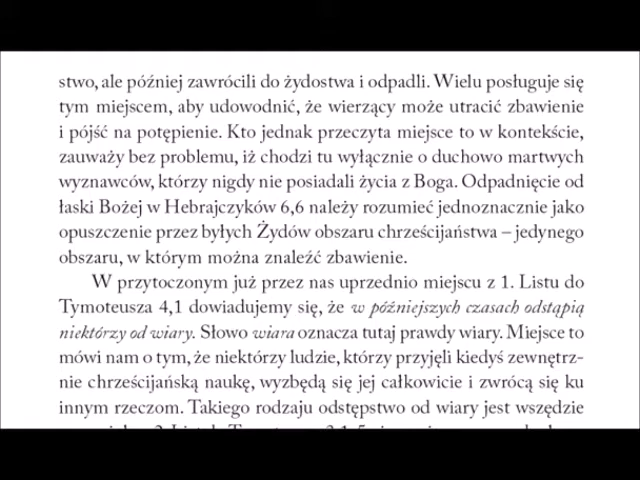 stwo, ale później zawrócili do żydostwa i odpadli. Wielu posługuje się
tym miejscem, aby udowodnić, że wierzący może utracić zbawienie
i pójść na potępienie. Kto jednak przeczyta miejsce to w kontekście,
zauważy bez problemu, iż chodzi tu wyłącznie o duchowo martwych
wyznawców, którzy nigdy nie posiadali życia z Boga. Odpadnięcie od
łaski Bożej w Hebrajczyków 6,6 należy rozumieć jednoznacznie jako
opuszczenie przez byłych Żydów obszaru chrześcijaństwa – jedynego
obszaru, w którym można znaleźć zbawienie.
W przytoczonym już przez nas uprzednio miejscu z 1. Listu do
Tymoteusza 4,1 dowiadujemy się, że w późniejszych czasach odstąpią
niektórzy od wiary. Słowo wiara oznacza tutaj prawdy wiary. Miejsce to
mówi nam o tym, że niektórzy ludzie, którzy przyjęli kiedyś zewnętrz-
nie chrześcijańską naukę, wyzbędą się jej całkowicie i zwrócą się ku
innym rzeczom. Takiego rodzaju odstępstwo od wiary jest wszędzie